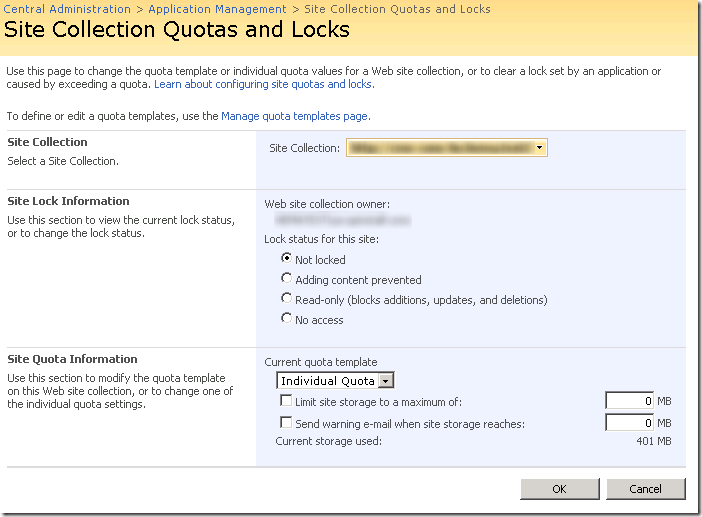 Central Administration > Application Management > Site Collection Quotas and Locks
Site Collection Quotas and Locks
Use this page to change the quota template or individual quota values for a Web site collection, or to clear a lock set by an application or
caused by exceeding a quota. Learn about configuring site quotas and locks.
To define or edit a quota templates, use the Manage quota templates page.
Site Collection
Select a Site Collection.
Site Collection:
Site Lock Information
Use this section to view the current lock status,
or to change the lock status.
Web site collection owner:
Lock status for this site:
Not locked
Adding content prevented
Read-only (blocks additions, updates, and deletions)
No access
Site Quota Information
Use this section to modify the quota template
on this Web site collection, or to change one of
the individual quota settings.
Current quota template
Individual Quota
Limit site storage to a maximum of: 0 MB
Send warning e-mail when site storage reaches: 0 MB
Current storage used: 401 MB
OK Cancel